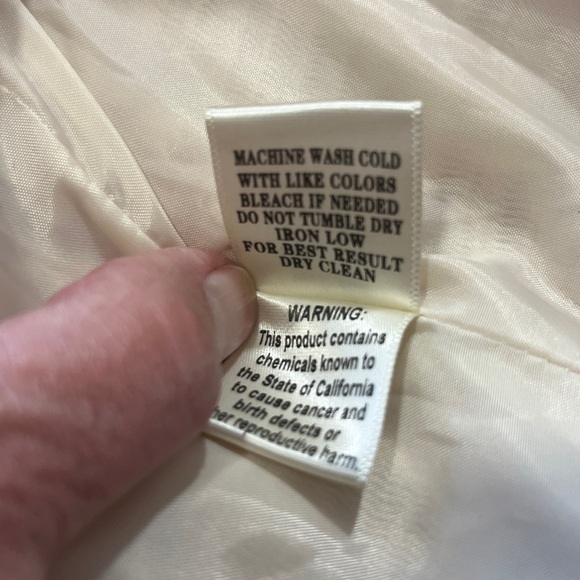 MACHINE WASH COLD
WITH LIKE COLORS
BLEACH IF NEEDED
DO NOT TUMBLE DRY
IRON LOW
FOR BEST RESULT
DRY CLEAN
WARNING:
This product contains
chemicals known to
the State of California
to cause cancer and
birth defects or
her reproductive harm.